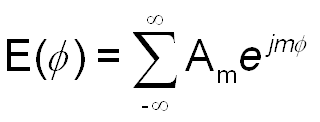 E(ϕ) = ∑_{-∞}^{∞} A_m e^{jmϕ}